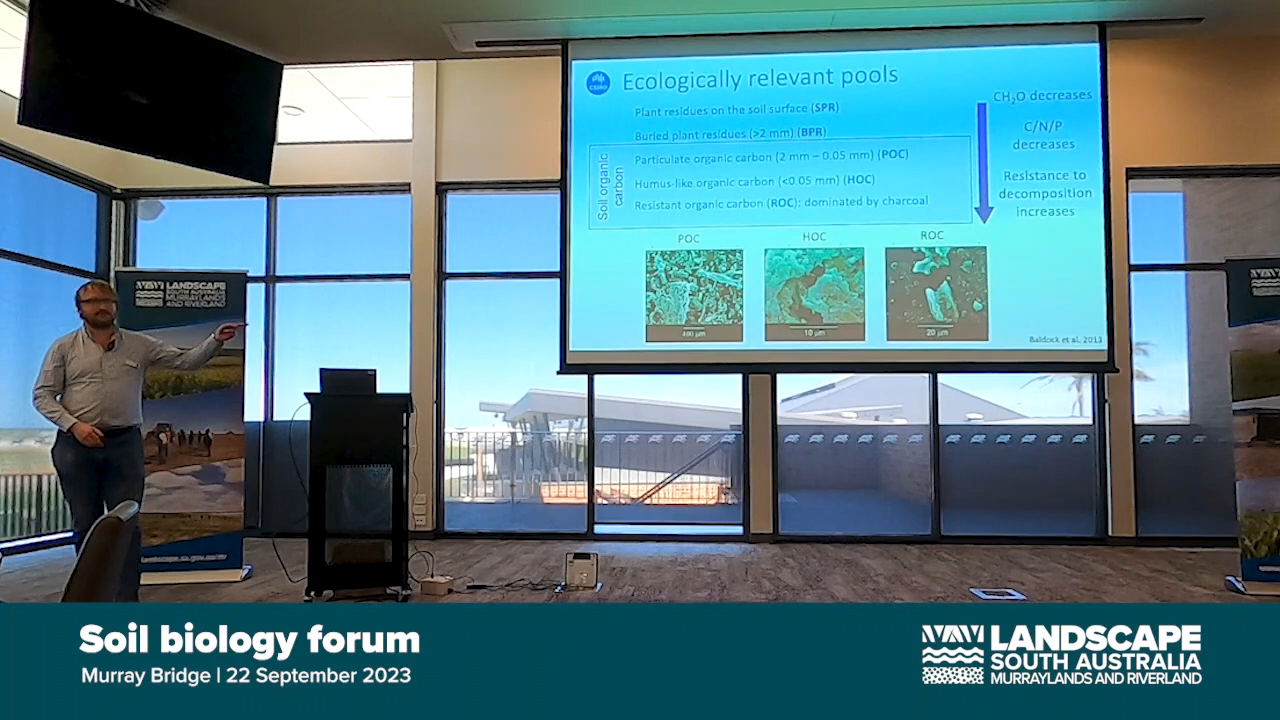 CSIRO
Ecologically relevant pools
Plant residues on the soil surface (SPR)
Buried plant residues (>2 mm) (BPR)
Soil organic
carbon
Particulate organic carbon (2 mm – 0.05 mm) (POC)
Humus-like organic carbon (<0.05 mm) (HOC)
Resistant organic carbon (ROC); dominated by charcoal
CH₂O decreases
C/N/P
decreases
Resistance to
decomposition
increases
POC
HOC
ROC
10 µm
20 µm
Baldock et al, 2013
LANDSCAPE
SOUTH AUSTRALIA
MURRAYLANDS
AND RIVERLAND
Soil biology forum
Murray Bridge | 22 September 2023
LANDSCAPE
SOUTH AUSTRALIA
MURRAYLANDS AND RIVERLAND